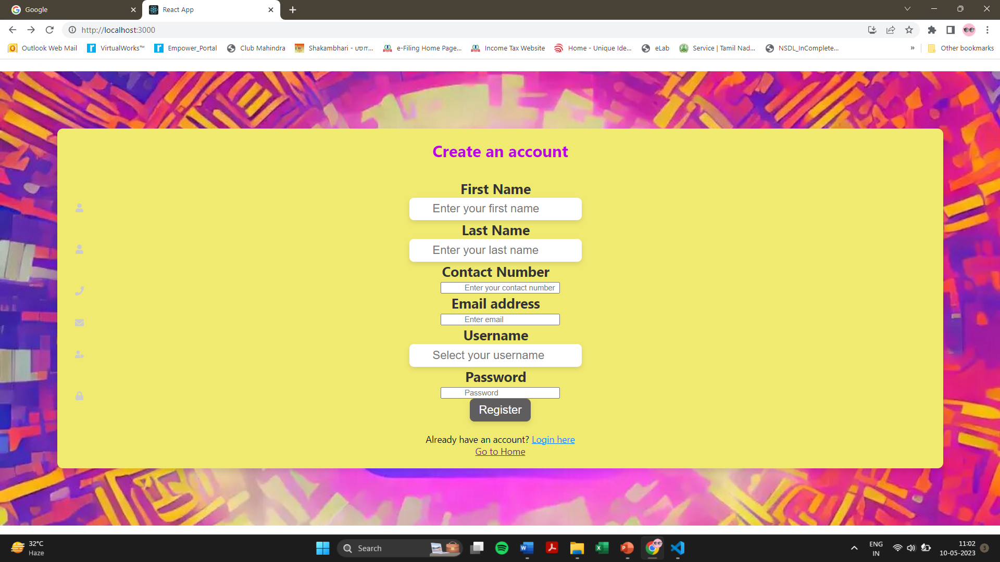 Google
React App
http://localhost:3000
Outlook Web Mail
VirtualWorks™
Empower_Portal
Club Mahindra
Shakambhari - ஶா...
e-Filing Home Page...
Income Tax Website
Home - Unique Ide...
eLab
Service | Tamil Nad...
NSDL_InComplete...
»
Other bookmarks
Create an account
First Name
Enter your first name
Last Name
Enter your last name
Contact Number
Enter your contact number
Email address
Enter email
Username
Select your username
Password
Password
Register
Already have an account? Login here
Go to Home
32°C
Haze
Search
ENG
IN
11:02
10-05-2023
3